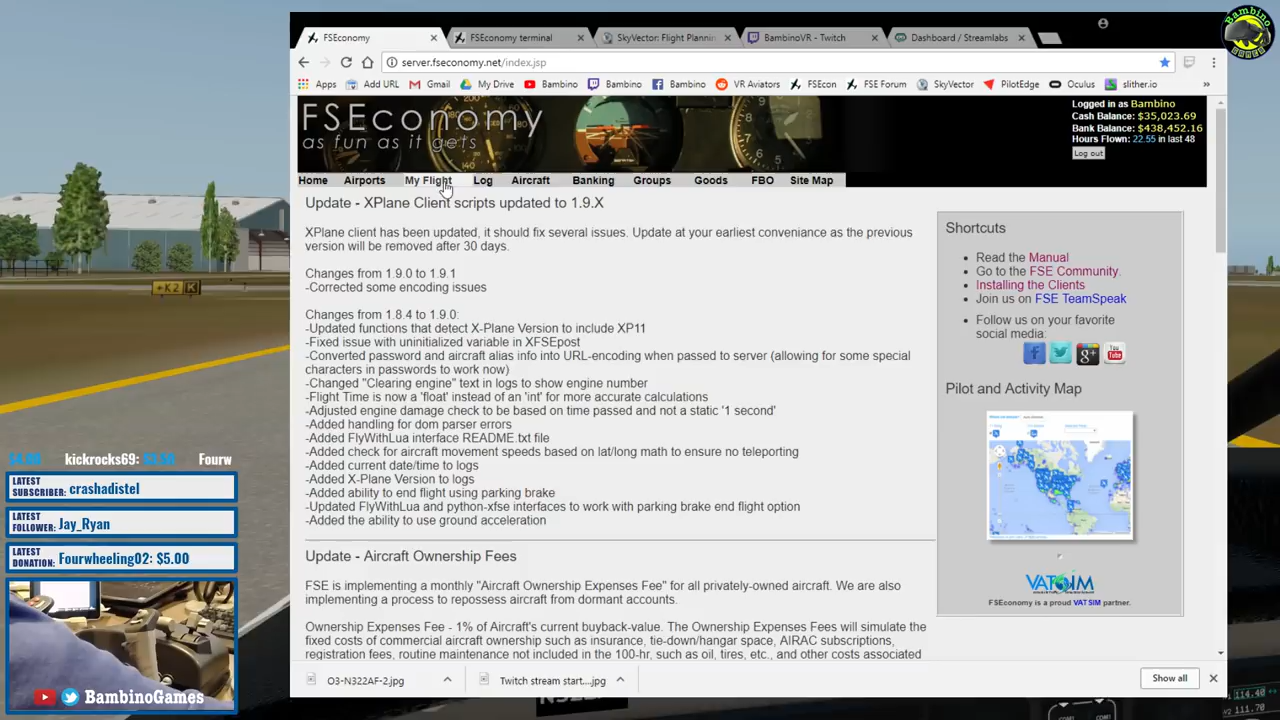 FSEconomy
FSEconomy terminal
SkyVector: Flight Plannin
BambinoVR - Twitch
Dashboard / Streamlabs
Bambino
GAMES
server.fseconomy.net/index.jsp
Apps Add URL Gmail My Drive Bambino Bambino Bambino VR Aviators FSEcon FSE Forum SkyVector PilotEdge Oculus slither.io »
FSEconomy
as fun as it gets
Logged in as Bambino
Cash Balance: $35,023.69
Bank Balance: $438,452.16
Hours Flown: 22.55 in last 48
Log out
Home Airports My Flight Log Aircraft Banking Groups Goods FBO Site Map
Update - XPlane Client scripts updated to 1.9.X
XPlane client has been updated, it should fix several issues. Update at your earliest conveniance as the previous
version will be removed after 30 days.
Changes from 1.9.0 to 1.9.1
-Corrected some encoding issues
Changes from 1.8.4 to 1.9.0:
-Updated functions that detect X-Plane Version to include XP11
-Fixed issue with uninitialized variable in XFSEpost
-Converted password and aircraft alias info into URL-encoding when passed to server (allowing for some special
characters in passwords to work now)
-Changed "Clearing engine" text in logs to show engine number
-Flight Time is now a 'float' instead of an 'int' for more accurate calculations
-Adjusted engine damage check to be based on time passed and not a static '1 second'
-Added handling for dom parser errors
-Added FlyWithLua interface README.txt file
-Added check for aircraft movement speeds based on lat/long math to ensure no teleporting
-Added current date/time to logs
-Added X-Plane Version to logs
-Added ability to end flight using parking brake
-Updated FlyWithLua and python-xfse interfaces to work with parking brake end flight option
-Added the ability to use ground acceleration
Update - Aircraft Ownership Fees
FSE is implementing a monthly "Aircraft Ownership Expenses Fee" for all privately-owned aircraft. We are also
implementing a process to repossess aircraft from dormant accounts.
Ownership Expenses Fee - 1% of Aircraft's current buyback-value. The Ownership Expenses Fees will simulate the
fixed costs of commercial aircraft ownership such as insurance, tie-down/hangar space, AIRAC subscriptions,
registration fees, routine maintenance not included in the 100-hr, such as oil, tires, etc., and other costs associated
Shortcuts
Read the Manual
Go to the FSE Community.
Installing the Clients
Join us on FSE TeamSpeak
Follow us on your favorite
social media:
Pilot and Activity Map
VATSIM
FSEconomy is a proud VATSIM partner.
K2 K
$4.00 kickrocks69: $3.50 Fourw
LATEST
SUBSCRIBER: crashadistel
LATEST
FOLLOWER: Jay_Ryan
LATEST
DONATION: Fourwheeling02: $5.00
BambinoGames
O3-N322AF-2.jpg
Twitch stream start....jpg
Show all
114.40
111.70